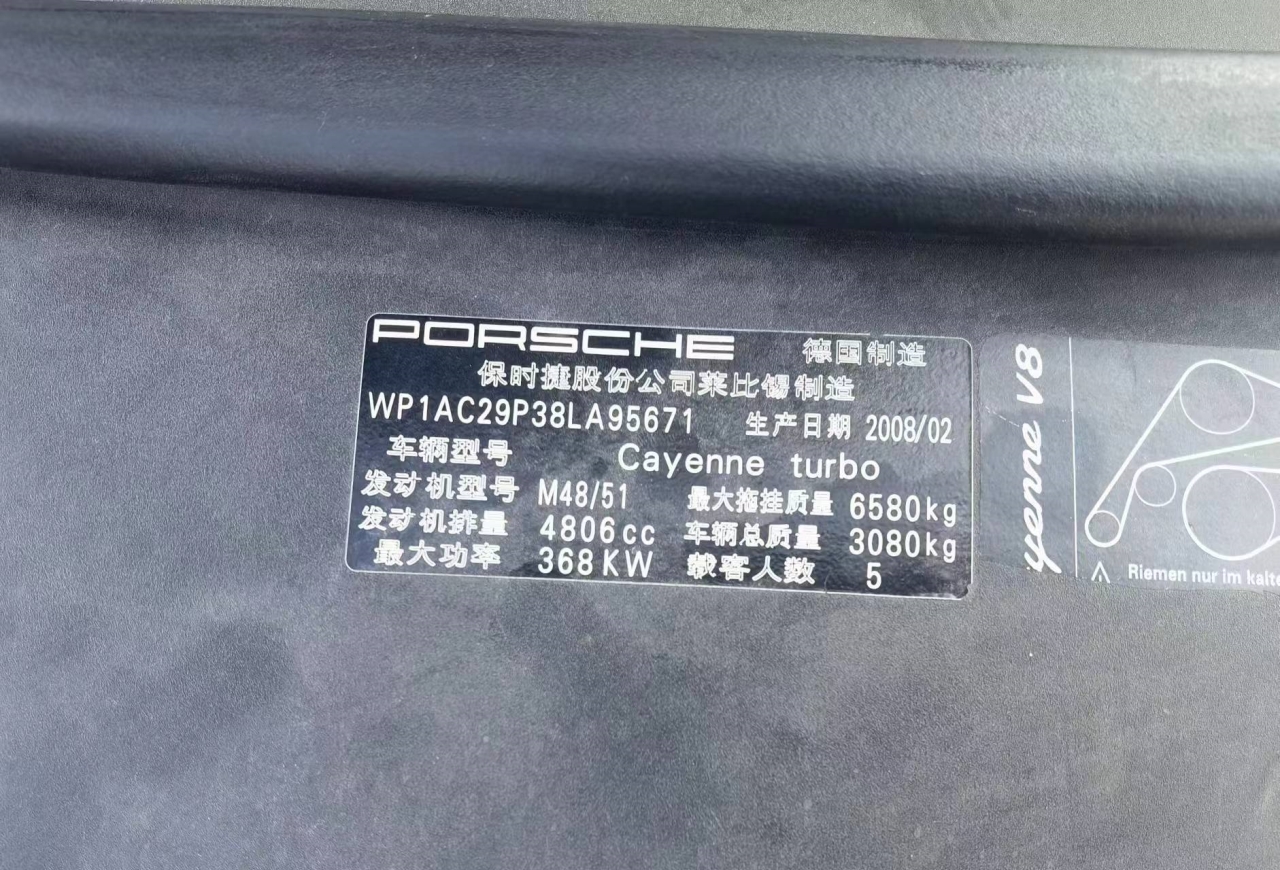 PORSCHE 德国制造
保时捷股份公司莱比锡制造
WP1AC29P38LA95671 生产日期 2008/02
车辆型号 Cayenne turbo
发动机型号 M48/51 最大拖挂质量 6580kg
发动机排量 4806cc 车辆总质量 3080kg
最大功率 368KW 载客人数 5
yenne V8
Riemen nur im kalte